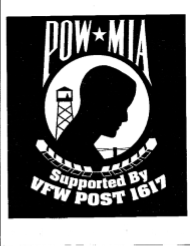 POW★MIA
Supported By
VFW POST 1617